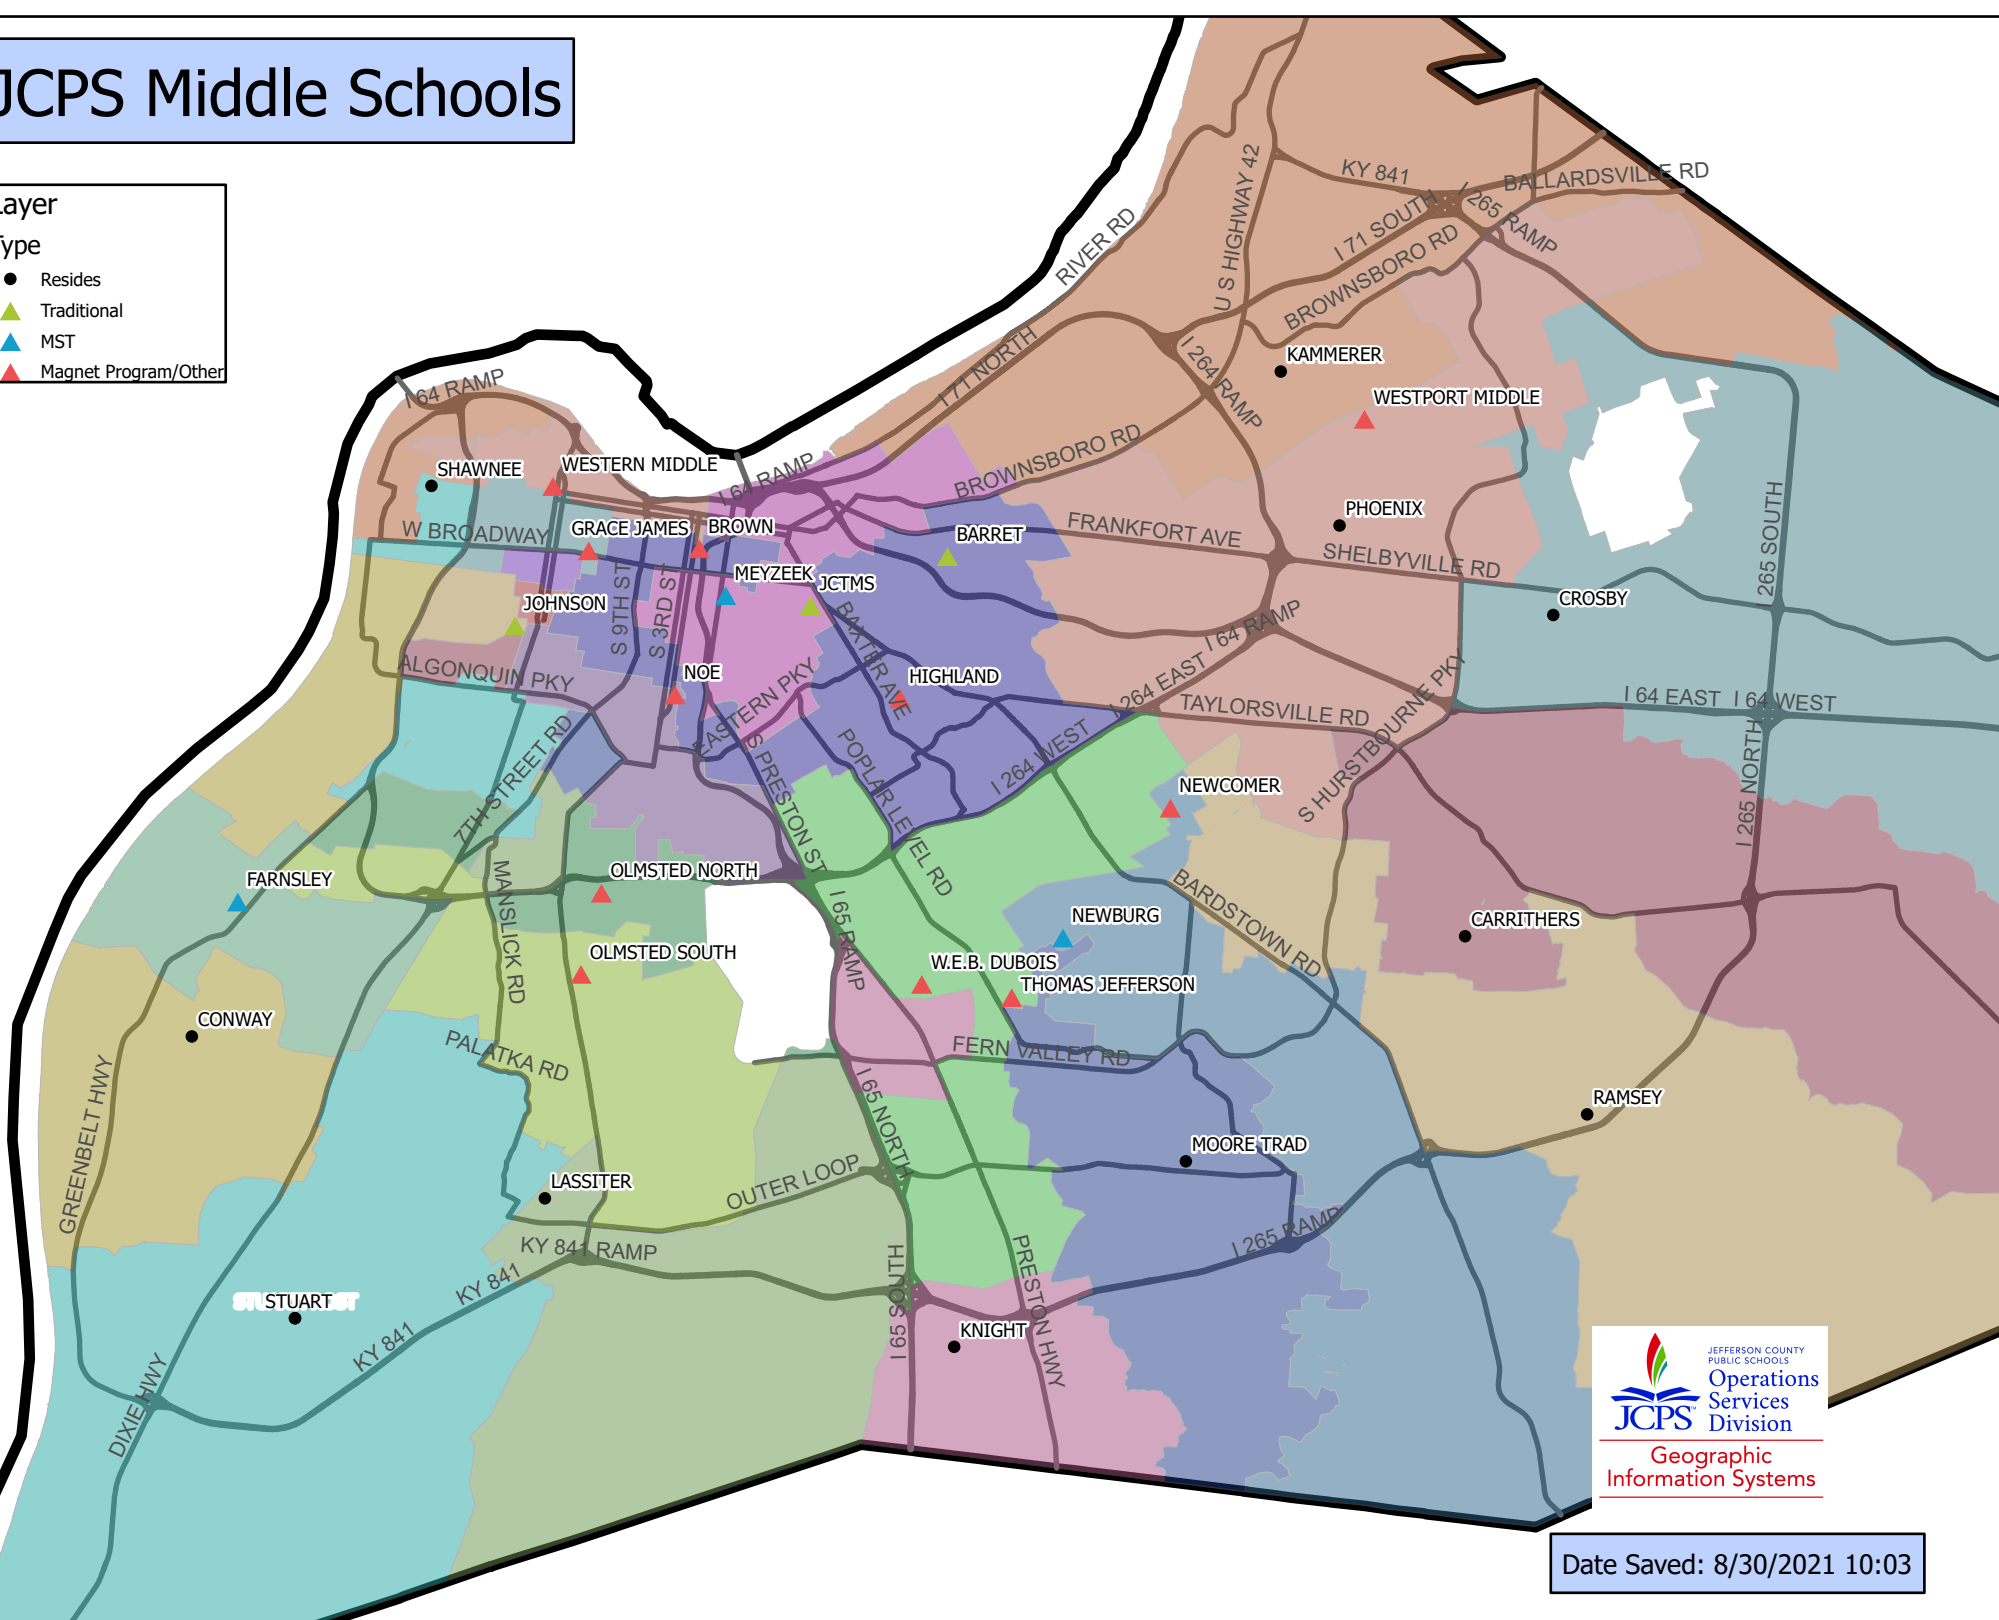 JCPS Middle Schools
Layer
Type
Resides
Traditional
MST
Magnet Program/Other
KY 841
BALLARDSVILLE RD
I 265 RAMP
I 71 SOUTH
BROWNSBORO RD
U S HIGHWAY 42
RIVER RD
I 71 NORTH
I 264 RAMP
KAMMERER
WESTPORT MIDDLE
I 64 RAMP
SHAWNEE
WESTERN MIDDLE
I 64 RAMP
BROWNSBORO RD
W BROADWAY
GRACE JAMES
BROWN
BARRET
FRANKFORT AVE
PHOENIX
SHELBYVILLE RD
I 265 SOUTH
MEYZEEK
JCTMS
JOHNSON
S 9TH ST
S 3RD ST
BAXTER AVE
I 64 RAMP
CROSBY
ALGONQUIN PKY
NOE
EASTERN PKY
HIGHLAND
I 264 EAST
TAYLORSVILLE RD
S HURSTBOURNE PKY
I 64 EAST
I 64 WEST
7TH STREET RD
S PRESTON ST
POPLAR LEVEL RD
I 264 WEST
NEWCOMER
I 265 NORTH
FARNSLEY
MANSLICK RD
OLMSTED NORTH
I 65 RAMP
BARDSTOWN RD
NEWBURG
CARRITHERS
OLMSTED SOUTH
W.E.B. DUBOIS
THOMAS JEFFERSON
CONWAY
PALATKA RD
FERN VALLEY RD
I 65 NORTH
GREENBELT HWY
RAMSEY
MOORE TRAD
LASSITER
OUTER LOOP
KY 841 RAMP
KY 841
I 265 RAMP
STUART
KY 841
I 65 SOUTH
PRESTON HWY
KNIGHT
DIXIE HWY
JEFFERSON COUNTY
PUBLIC SCHOOLS
Operations
Services
Division
JCPS
Geographic
Information Systems
Date Saved: 8/30/2021 10:03